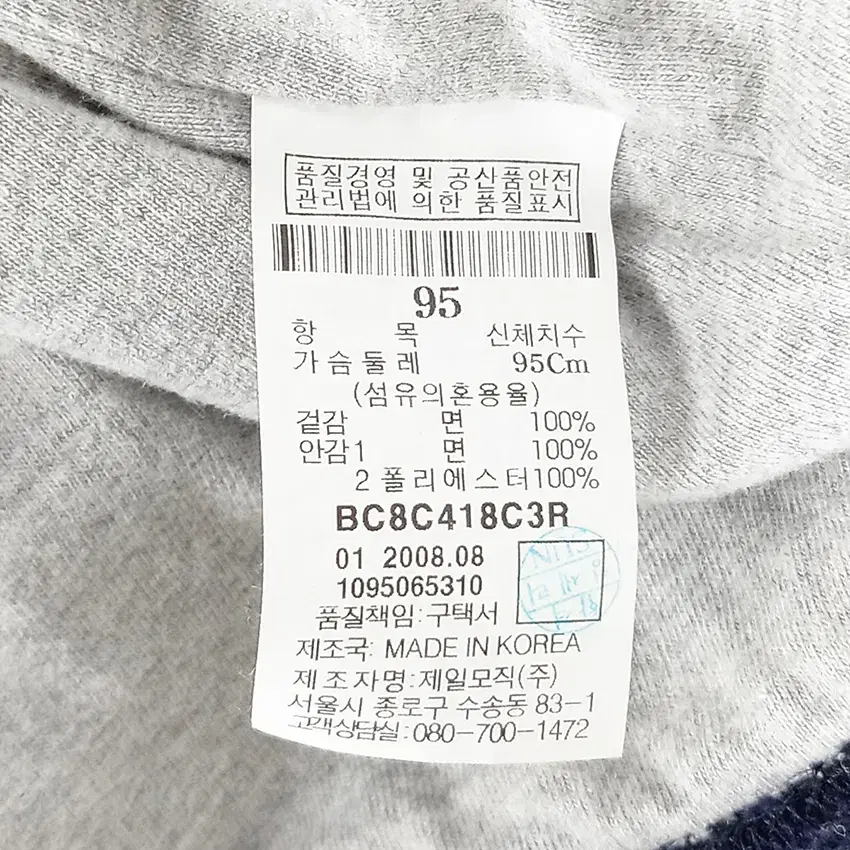 품질경영 및 공산품안전
관리법에 의한 품질표시
95
항 목 신체치수
가슴둘레 95Cm
(섬유의혼용율)
겉감 면 100%
안감1 면 100%
2 폴리에스터100%
BC8C418C3R
01 2008.08
1095065310
품질책임:구택서
제조국: MADE IN KOREA
제조자명:제일모직(주)
서울시 종로구 수송동 83-1
고객상담실:080-700-1472